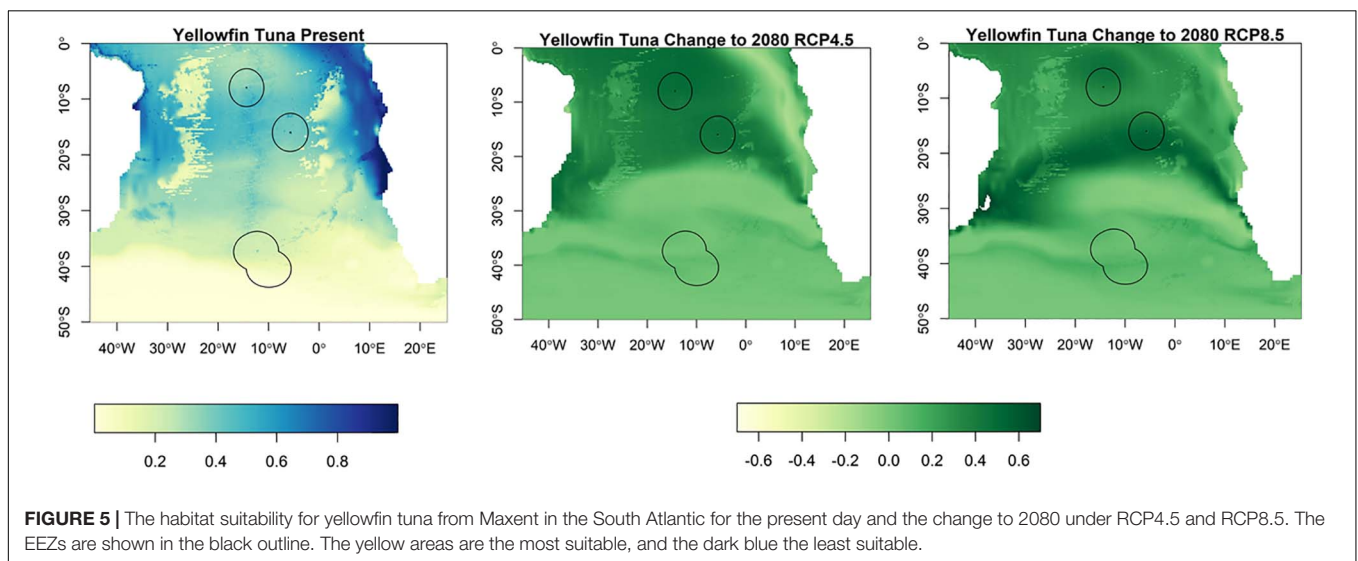 Yellowfin Tuna Present
0°
10°S
20°S
30°S
40°S
50°S
40°W 30°W 20°W 10°W 0° 10°E 20°E
0.2 0.4 0.6 0.8
Yellowfin Tuna Change to 2080 RCP4.5
0°
10°S
20°S
30°S
40°S
50°S
40°W 30°W 20°W 10°W 0° 10°E 20°E
Yellowfin Tuna Change to 2080 RCP8.5
0°
10°S
20°S
30°S
40°S
50°S
40°W 30°W 20°W 10°W 0° 10°E 20°E
-0.6 -0.4 -0.2 0.0 0.2 0.4 0.6
FIGURE 5 | The habitat suitability for yellowfin tuna from Maxent in the South Atlantic for the present day and the change to 2080 under RCP4.5 and RCP8.5. The
EEZs are shown in the black outline. The yellow areas are the most suitable, and the dark blue the least suitable.